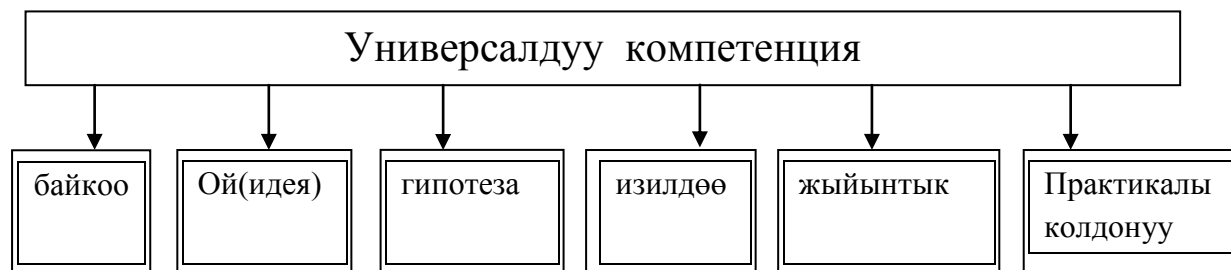 Универсалдуу компетенция
байкоо
Ой(идея)
гипотеза
изилдөө
жыйынтык
Практикалы
колдонуу